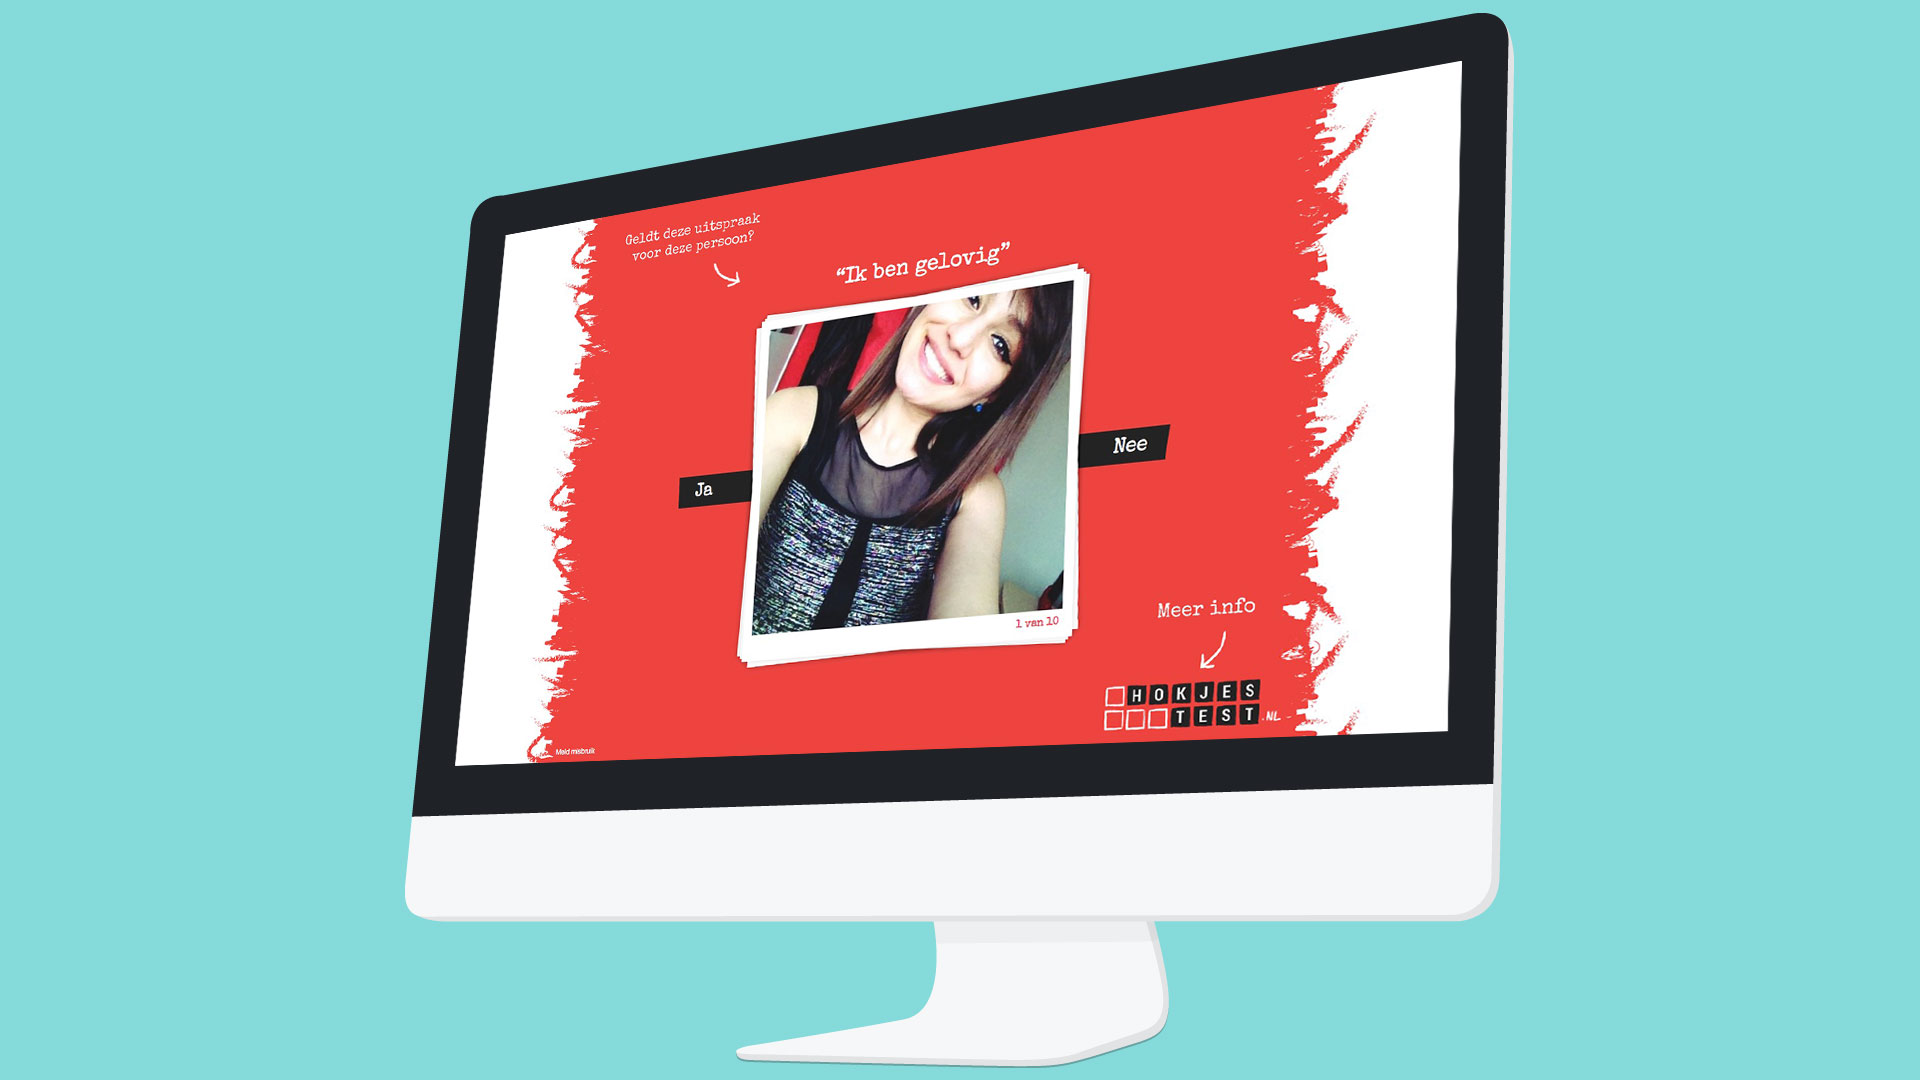 Geldt deze uitspraak
voor deze persoon?
“Ik ben gelovig”
Ja
Nee
1 van 10
Meer info
HOKJES
TEST.NL
Meld misbruik